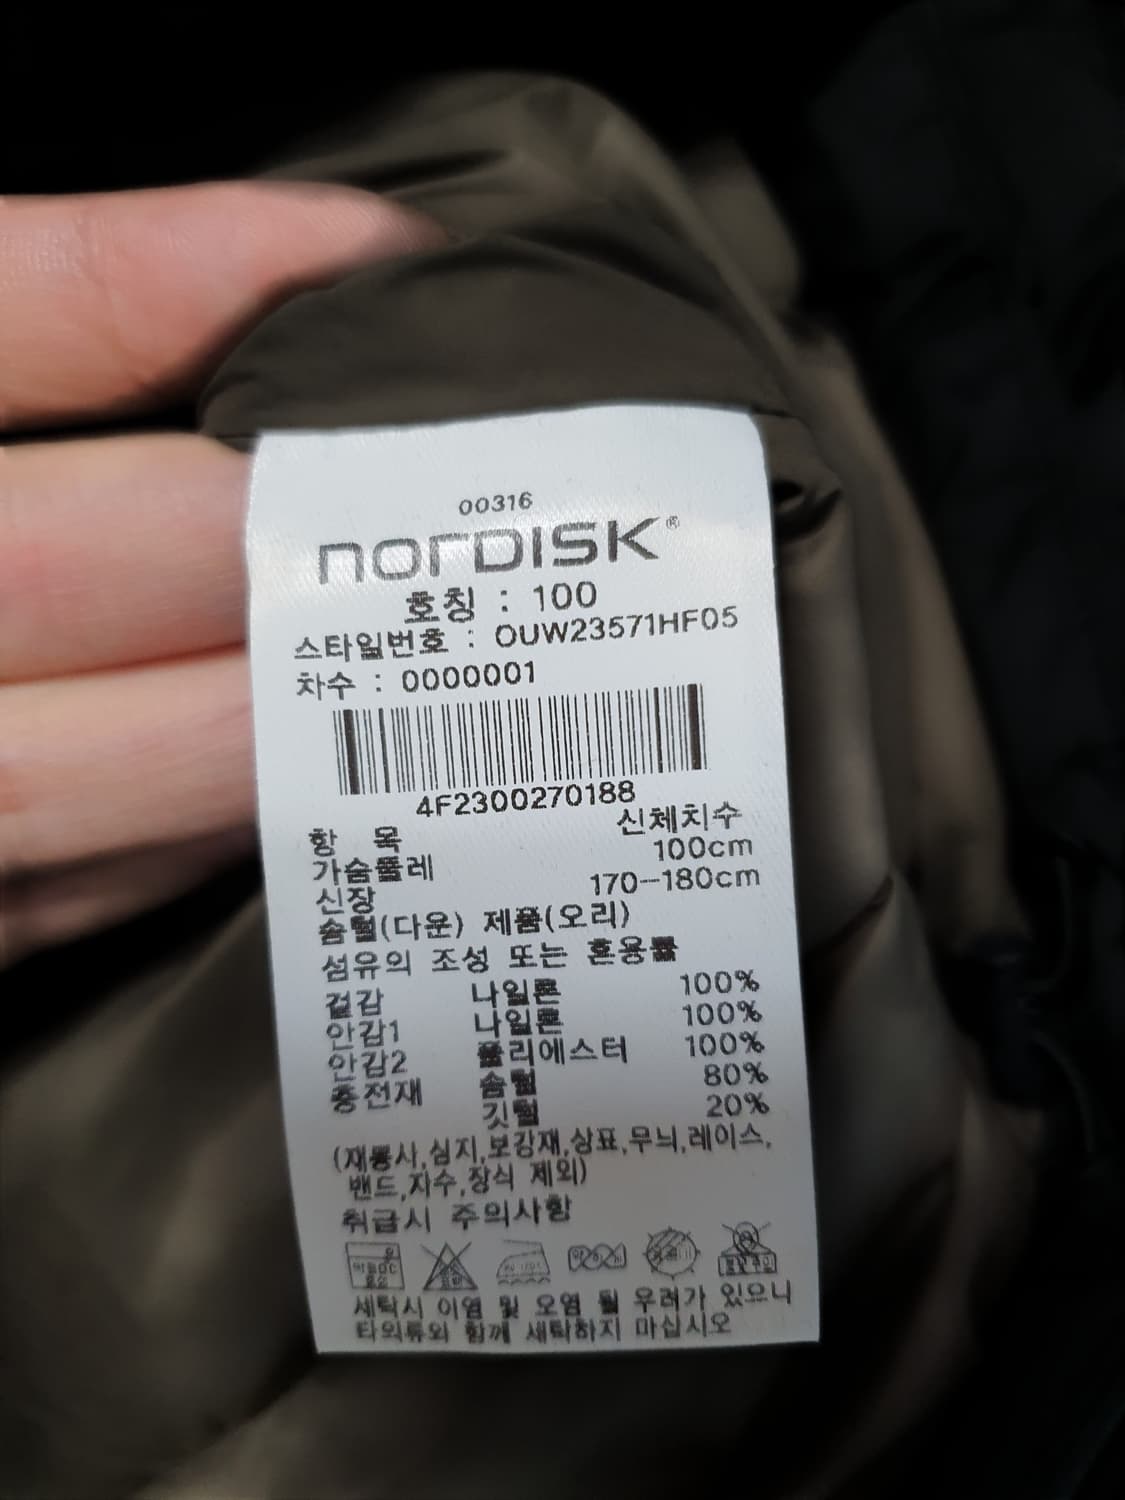 00316
norDISK®
호칭 : 100
스타일번호 : OUW23571HF05
차수 : 0000001
4F2300270188
항 목 신체치수
가슴둘레 100cm
신장 170-180cm
솜털(다운) 제품(오리)
섬유의 조성 또는 혼용률
겉감 나일론 100%
안감1 나일론 100%
안감2 폴리에스터 100%
충전재 솜털 80%
깃털 20%
(재봉사,심지,보강재,상표,무늬,레이스,
밴드,자수,장식 제외)
취급시 주의사항
세탁시 이염 및 오염 될 우려가 있으니
타의류와 함께 세탁하지 마십시오